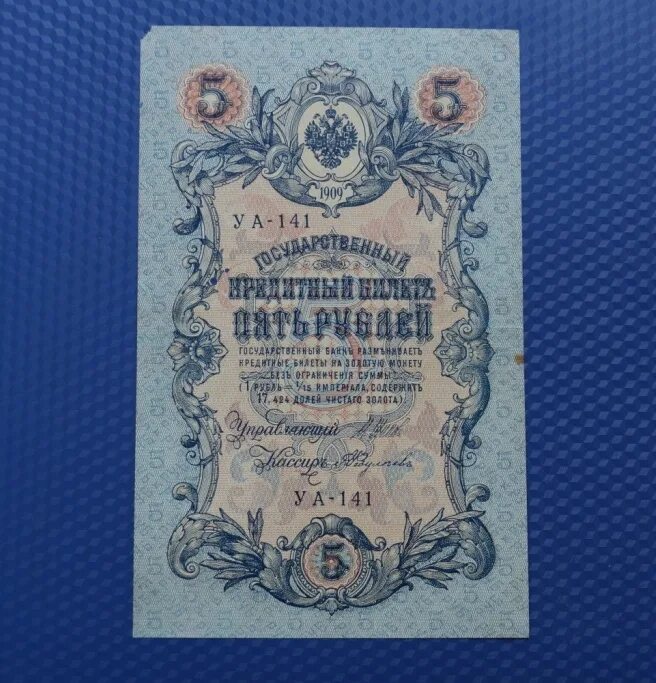 5 5
1909
УА-141
ГОСУДАРСТВЕННЫЙ
КРЕДИТНЫЙ БИЛЕТЪ
ПЯТЬ РУБЛЕЙ
ГОСУДАРСТВЕННЫЙ БАНКЪ РАЗМѢНИВАЕТЪ
КРЕДИТНЫЕ БИЛЕТЫ НА ЗОЛОТУЮ МОНЕТУ
БЕЗЪ ОГРАНИЧЕНІЯ СУММЫ
(1 РУБЛЬ = 1/15 ИМПЕРІАЛА, СОДЕРЖИТЪ
17,424 ДОЛЕЙ ЧИСТАГО ЗОЛОТА).
Управляющій
Кассиръ
УА-141
5